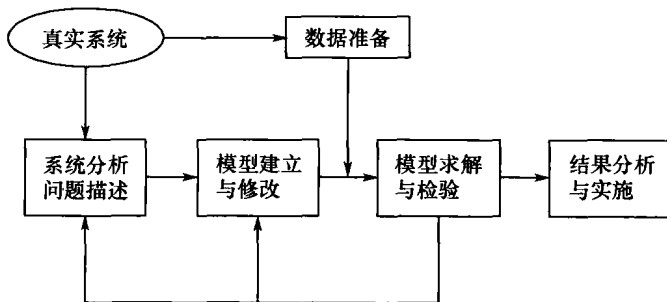 真实系统
数据准备
系统分析
问题描述
模型建立
与修改
模型求解
与检验
结果分析
与实施